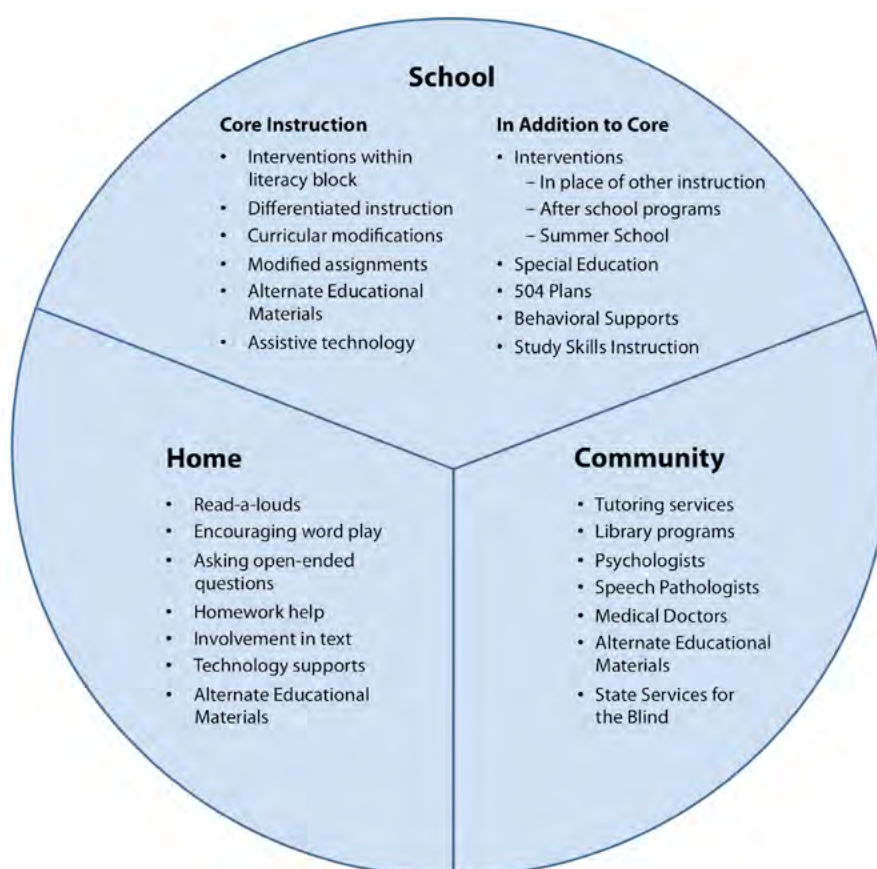 School
Core Instruction
• Interventions within
literacy block
• Differentiated instruction
• Curricular modifications
• Modified assignments
• Alternate Educational
Materials
• Assistive technology
In Addition to Core
• Interventions
– In place of other instruction
– After school programs
– Summer School
• Special Education
• 504 Plans
• Behavioral Supports
• Study Skills Instruction
Home
• Read-a-louds
• Encouraging word play
• Asking open-ended
questions
• Homework help
• Involvement in text
• Technology supports
• Alternate Educational
Materials
Community
• Tutoring services
• Library programs
• Psychologists
• Speech Pathologists
• Medical Doctors
• Alternate Educational
Materials
• State Services for
the Blind